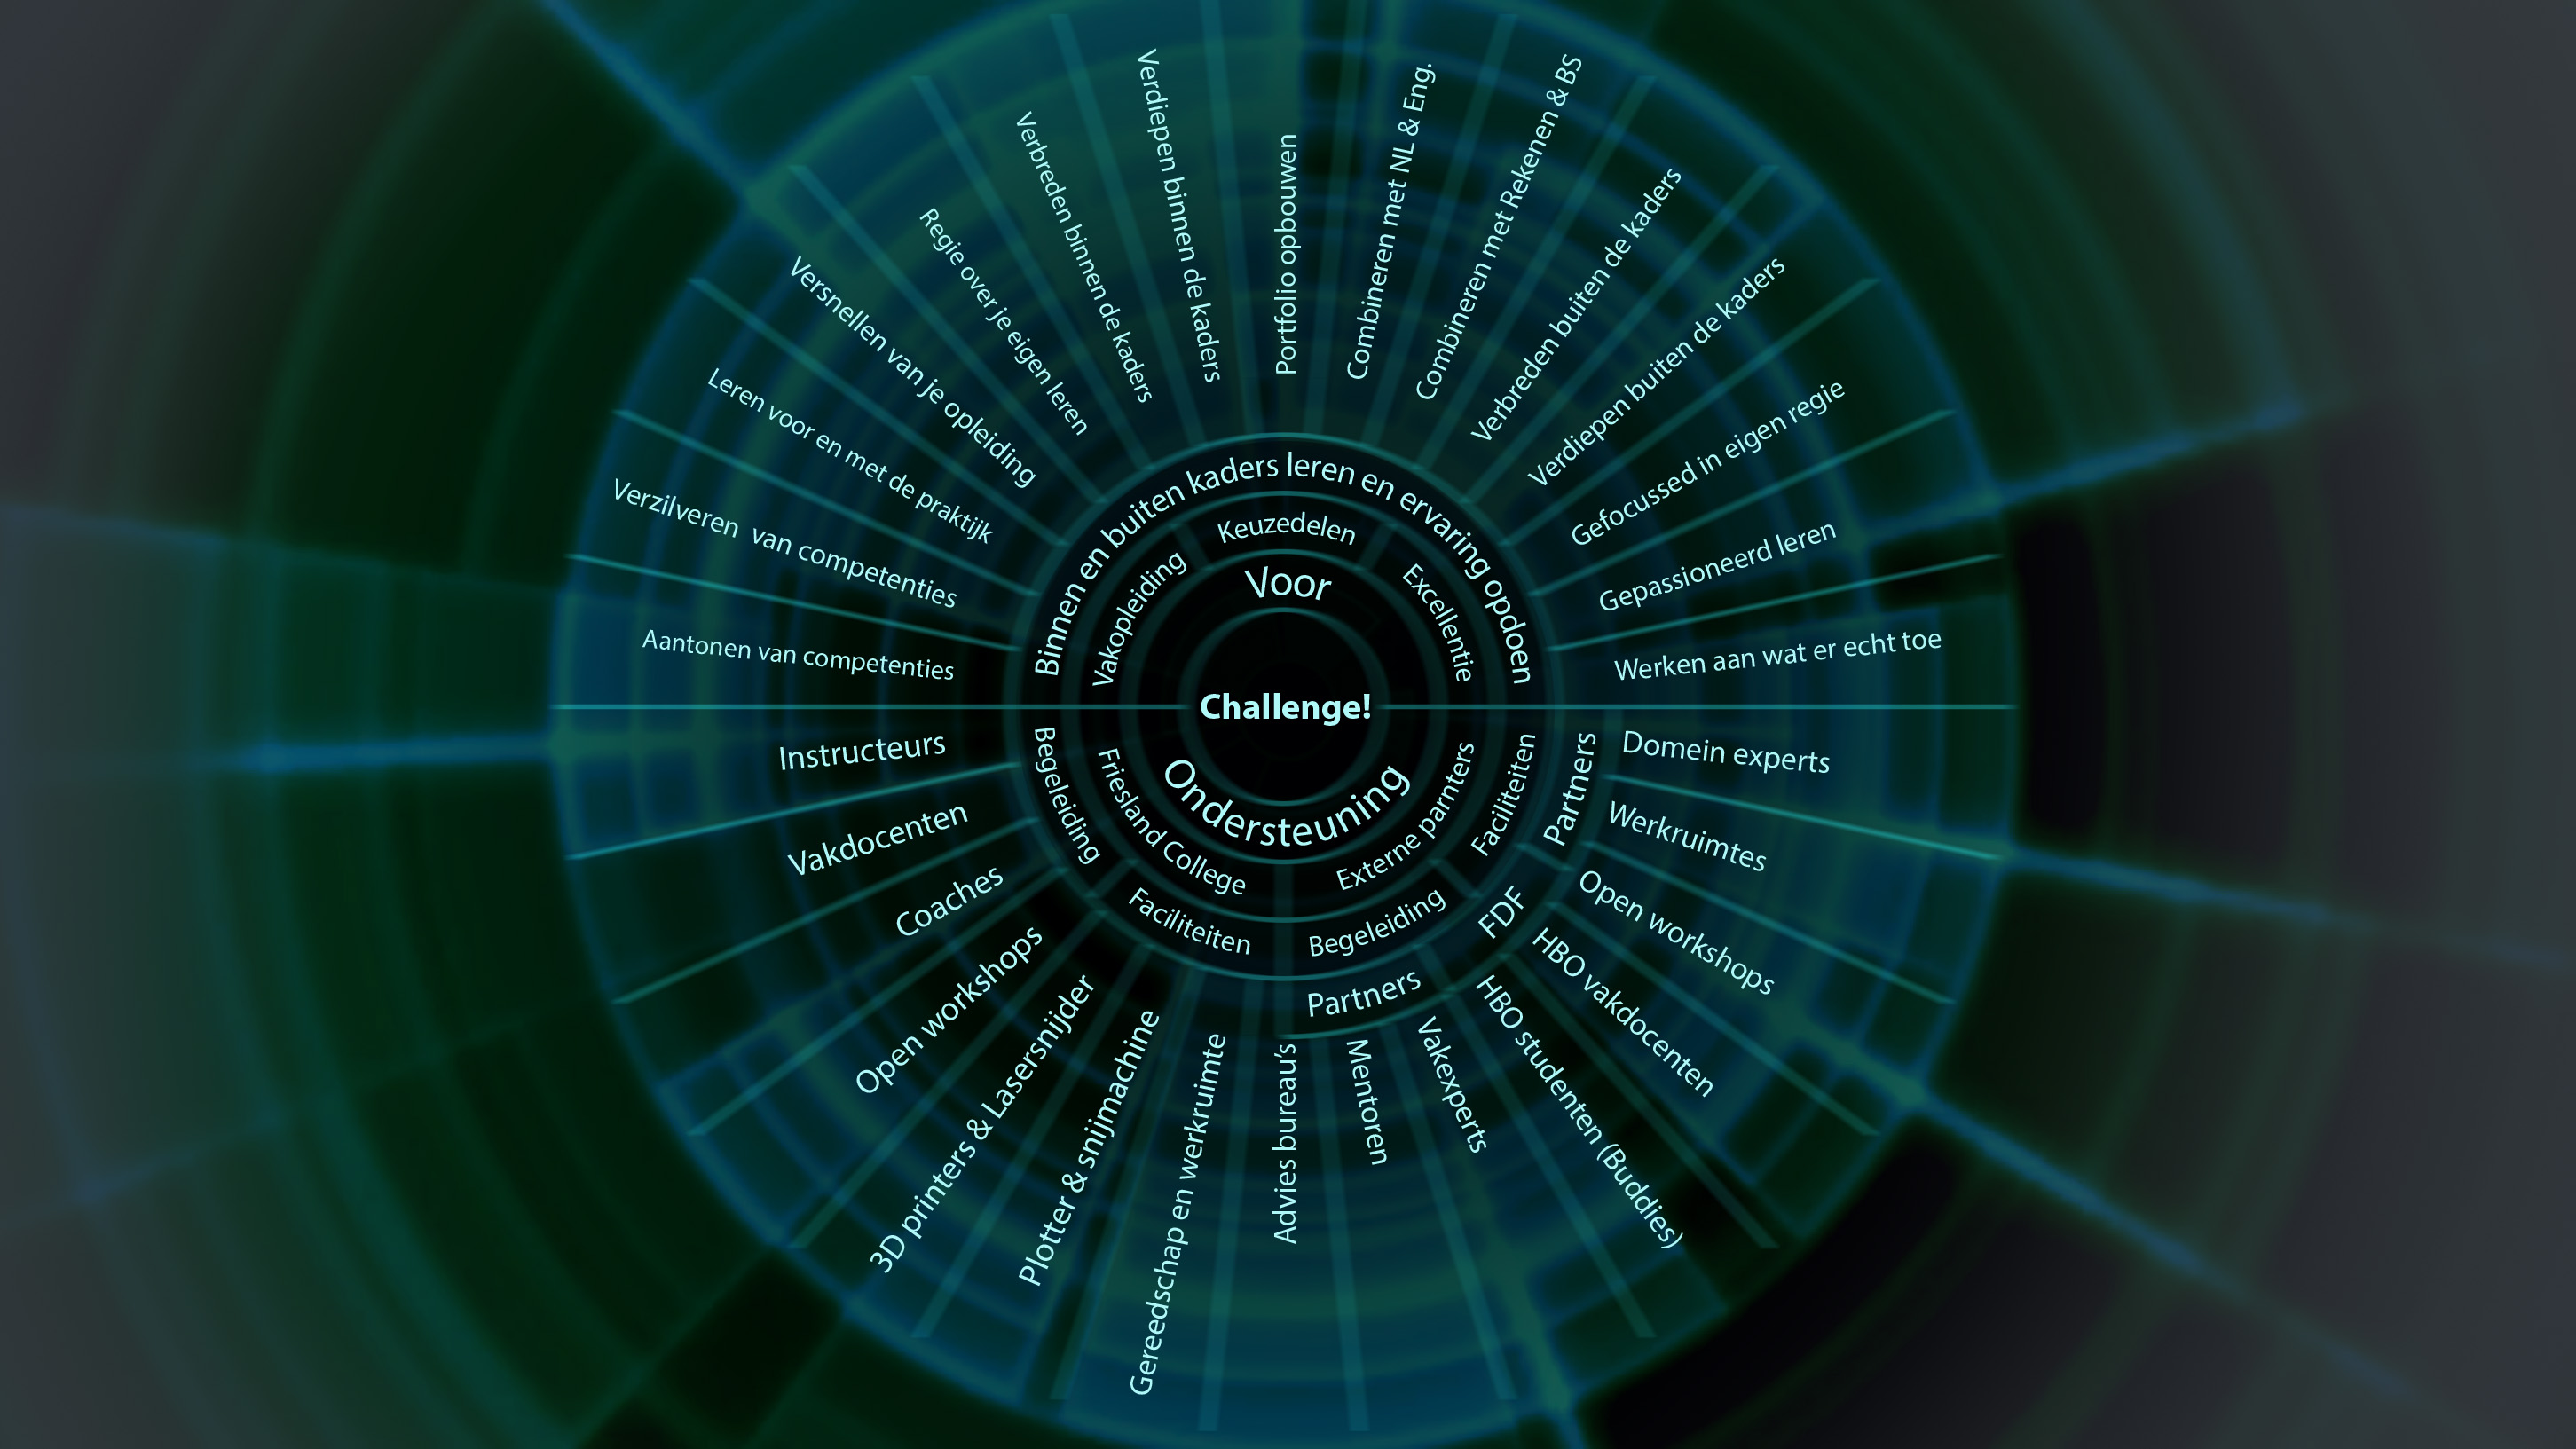 Challenge!
Voor
Keuzedelen
Vakopleiding
Excellentie
Binnen en buiten kaders leren en ervaring opdoen
Aantonen van competenties
Verzilveren van competenties
Leren voor en met de praktijk
Versnellen van je opleiding
Regie over je eigen leren
Verbreden binnen de kaders
Verdiepen binnen de kaders
Portfolio opbouwen
Combineren met NL & Eng.
Combineren met Rekenen & BS
Verbreden buiten de kaders
Verdiepen buiten de kaders
Gefocussed in eigen regie
Gepassioneerd leren
Werken aan wat er echt toe
Ondersteuning
Friesland College
Externe parnters
Begeleiding
Faciliteiten
Begeleiding
Faciliteiten
Partners
FDF
Partners
Instructeurs
Vakdocenten
Coaches
Open workshops
3D printers & Lasersnijder
Plotter & snijmachine
Gereedschap en werkruimte
Advies bureau's
Mentoren
Vakexperts
HBO studenten (Buddies)
HBO vakdocenten
Open workshops
Werkruimtes
Domein experts